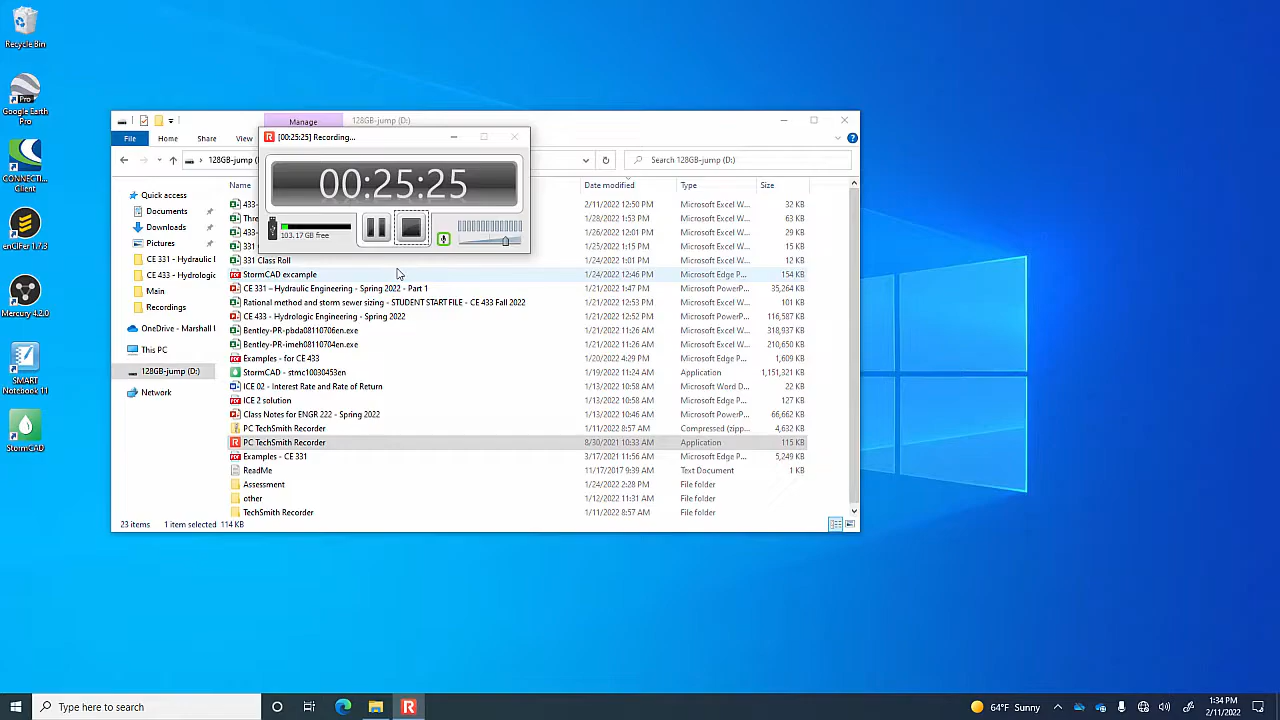 Recycle Bin
Google Earth
Pro
CONNECTI...
Client
enCIFer 1.7.3
Mercury 4.2.0
SMART
Notebook 11
StormCAD
Manage
128GB-jump (D:)
File
Home
Share
View
128GB-jump (D
Search 128GB-jump (D:)
[00:25:25] Recording...
00:25:25
103.17 GB free
Quick access
Documents
Downloads
Pictures
CE 331 - Hydraulic I
CE 433 - Hydrologic
Main
Recordings
OneDrive - Marshall
This PC
128GB-jump (D:)
Network
Name
Date modified
Type
Size
433-
2/11/2022 12:50 PM
Microsoft Excel W...
32 KB
Thre
1/28/2022 1:53 PM
Microsoft Excel W...
63 KB
433-
1/26/2022 12:01 PM
Microsoft Excel W...
29 KB
331
1/25/2022 1:15 PM
Microsoft Excel W...
15 KB
331 Class Roll
1/24/2022 1:01 PM
Microsoft Excel W...
12 KB
StormCAD example
1/24/2022 12:46 PM
Microsoft Edge P...
154 KB
CE 331 – Hydraulic Engineering - Spring 2022 - Part 1
1/21/2022 1:47 PM
Microsoft PowerP...
35,264 KB
Rational method and storm sewer sizing - STUDENT START FILE - CE 433 Fall 2022
1/21/2022 12:53 PM
Microsoft Excel W...
101 KB
CE 433 - Hydrologic Engineering - Spring 2022
1/21/2022 12:52 PM
Microsoft PowerP...
116,587 KB
Bentley-PR-pbda08110706en.exe
1/21/2022 11:26 AM
Microsoft Excel W...
318,937 KB
Bentley-PR-imeh08110704en.exe
1/21/2022 11:26 AM
Microsoft Excel W...
210,650 KB
Examples - for CE 433
1/20/2022 4:29 PM
Microsoft Edge P...
1,609 KB
StormCAD - stmc10030453en
1/19/2022 11:24 AM
Application
1,151,321 KB
ICE 02 - Interest Rate and Rate of Return
1/13/2022 10:58 AM
Microsoft Word D...
22 KB
ICE 2 solution
1/13/2022 10:58 AM
Microsoft Edge P...
127 KB
Class Notes for ENGR 222 - Spring 2022
1/13/2022 10:46 AM
Microsoft PowerP...
66,662 KB
PC TechSmith Recorder
1/11/2022 8:57 AM
Compressed (zipp...
4,632 KB
PC TechSmith Recorder
8/30/2021 10:33 AM
Application
115 KB
Examples - CE 331
3/17/2021 11:56 AM
Microsoft Edge P...
5,249 KB
ReadMe
11/17/2017 9:39 AM
Text Document
1 KB
Assessment
1/24/2022 2:28 PM
File folder
other
1/12/2022 11:31 AM
File folder
TechSmith Recorder
1/11/2022 8:57 AM
File folder
23 items
1 item selected 114 KB
Type here to search
64°F Sunny
1:34 PM
2/11/2022